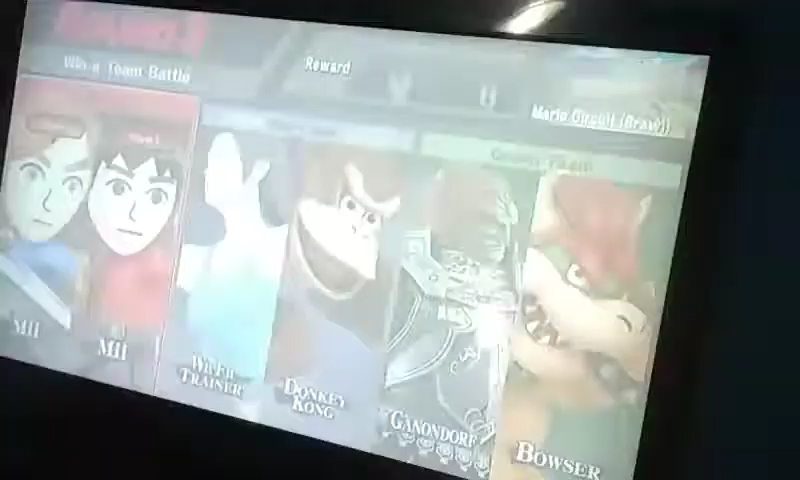 Win a Team Battle
Reward
Mario Circuit (Brawl)
MII
MII
WII FIT
TRAINER
DONKEY
KONG
GANONDORF
BOWSER